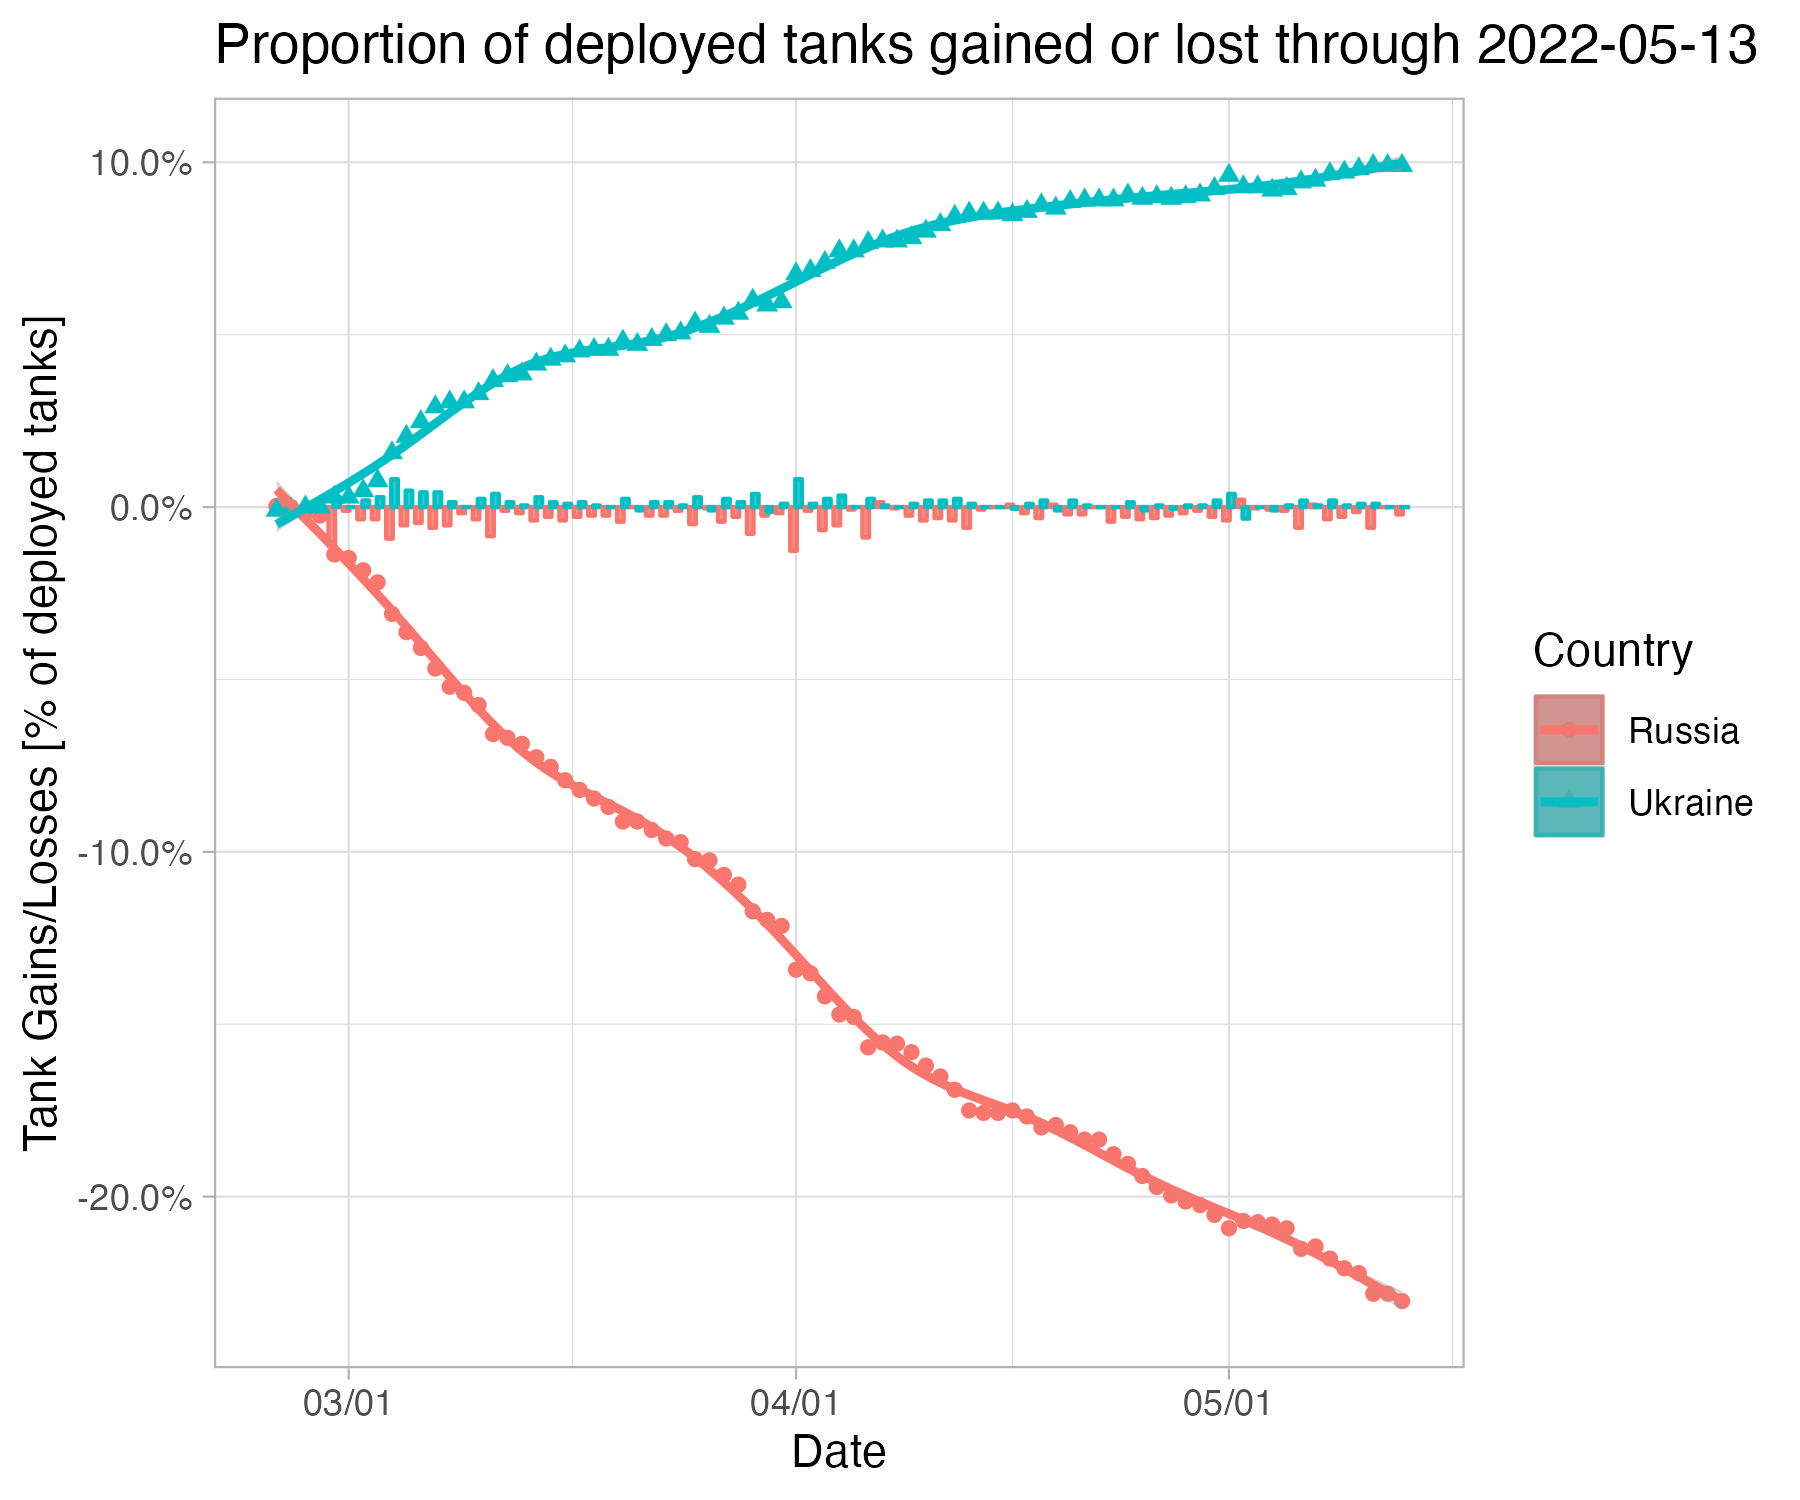 Proportion of deployed tanks gained or lost through 2022-05-13
Tank Gains/Losses [% of deployed tanks]
10.0%
0.0%
-10.0%
-20.0%
03/01
04/01
05/01
Date
Country
Russia
Ukraine